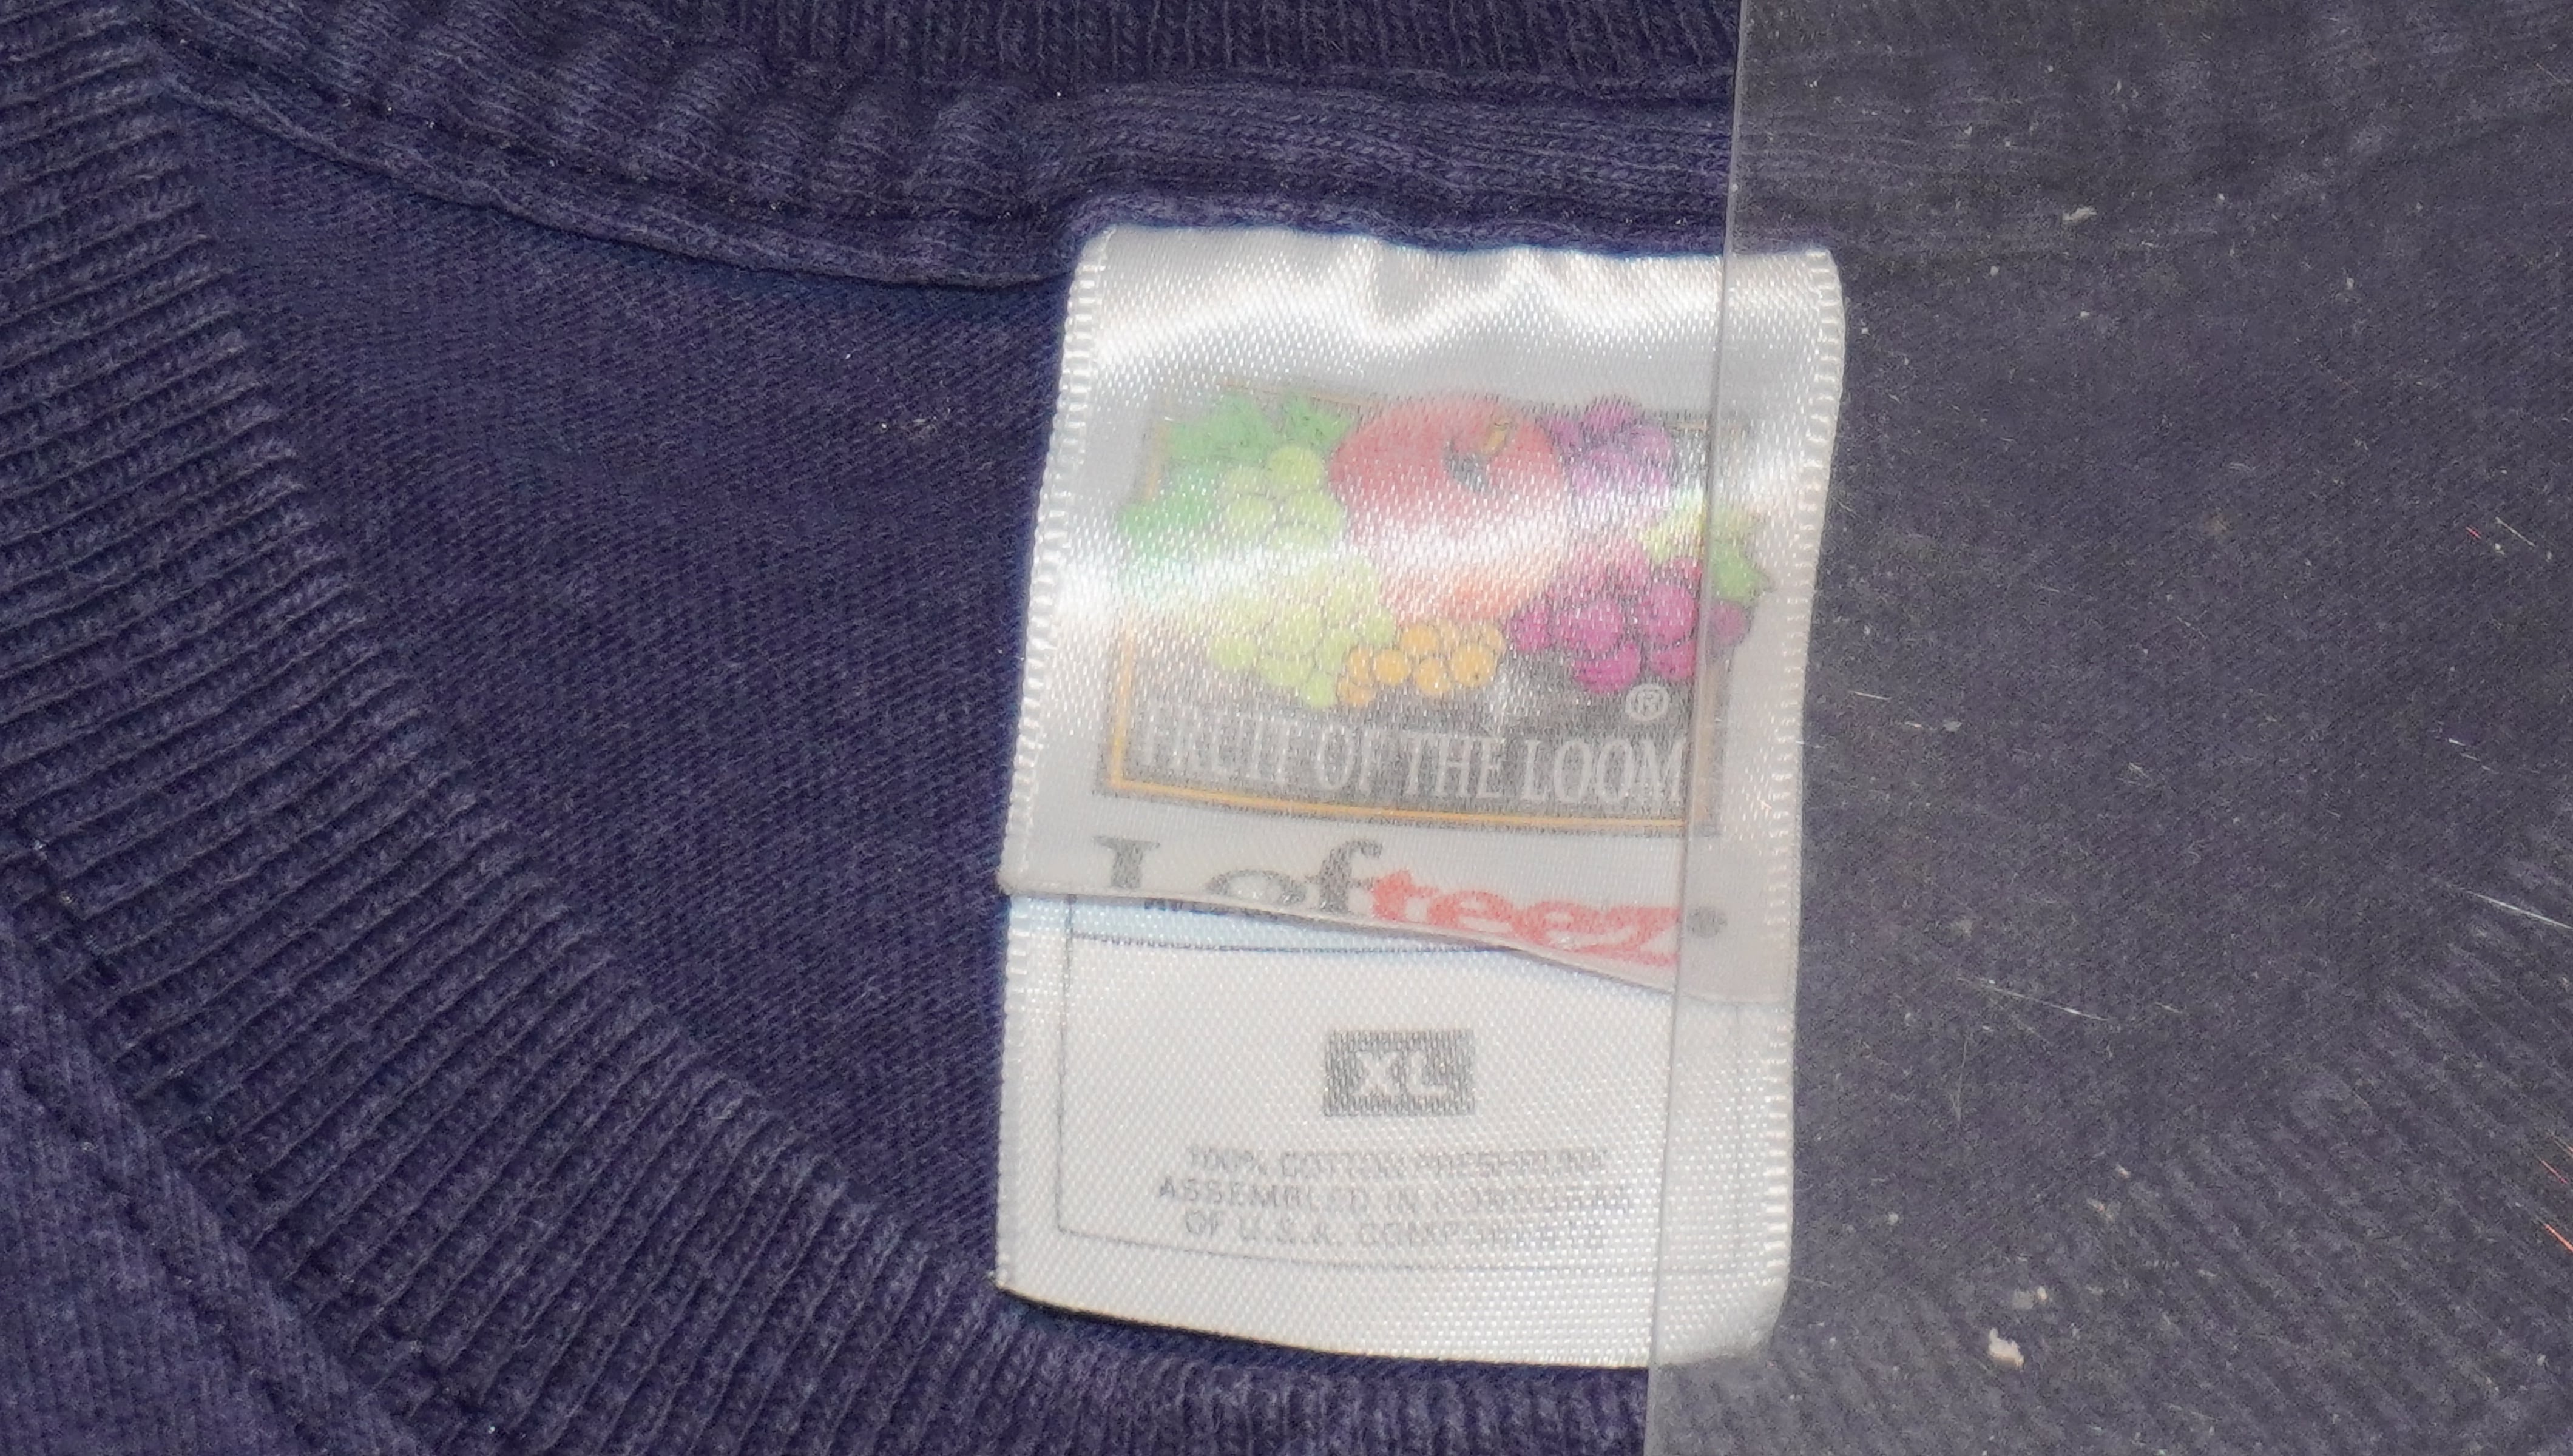 ®
FRUIT OF THE LOOM
Lofteez
XL
100% COTTON PRESHRUNK
ASSEMBLED IN HONDURAS
OF U.S.A. COMPONENTS